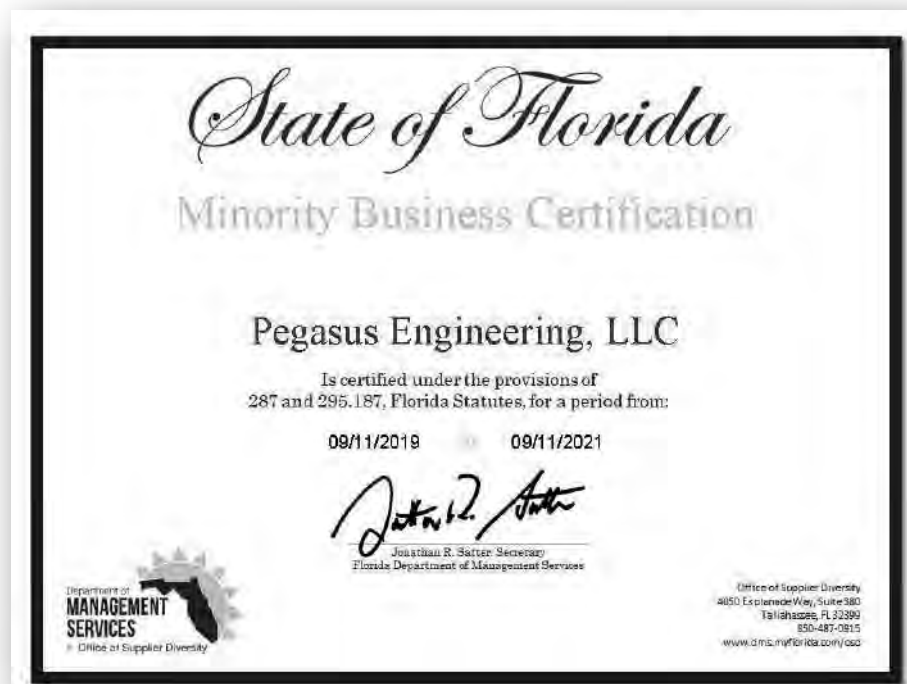 State of Florida
Minority Business Certification
Pegasus Engineering, LLC
Is certified under the provisions of
287 and 295.187, Florida Statutes, for a period from:
09/11/2019 09/11/2021
Jonathan R. Satter, Secretary
Florida Department of Management Services
Department of
MANAGEMENT
SERVICES
Office of Supplier Diversity
Office of Supplier Diversity
4050 Esplanade Way, Suite 380
Tallahassee, FL 32399
850-487-0915
www.dms.myflorida.com/osd